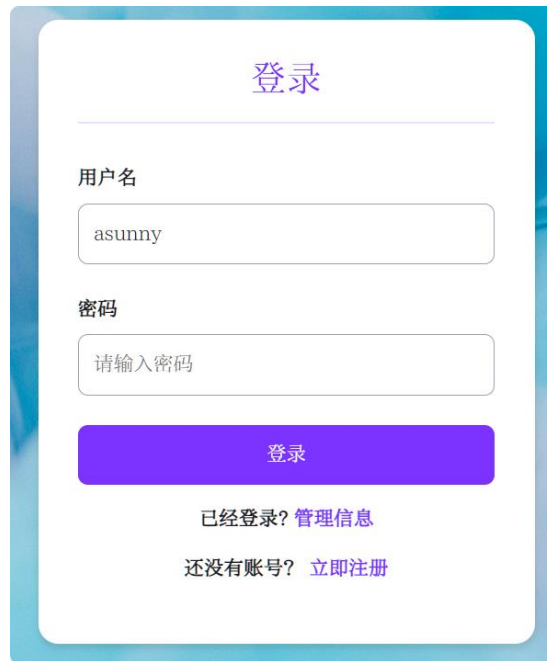 登录
用户名
asunny
密码
请输入密码
登录
已经登录? 管理信息
还没有账号? 立即注册